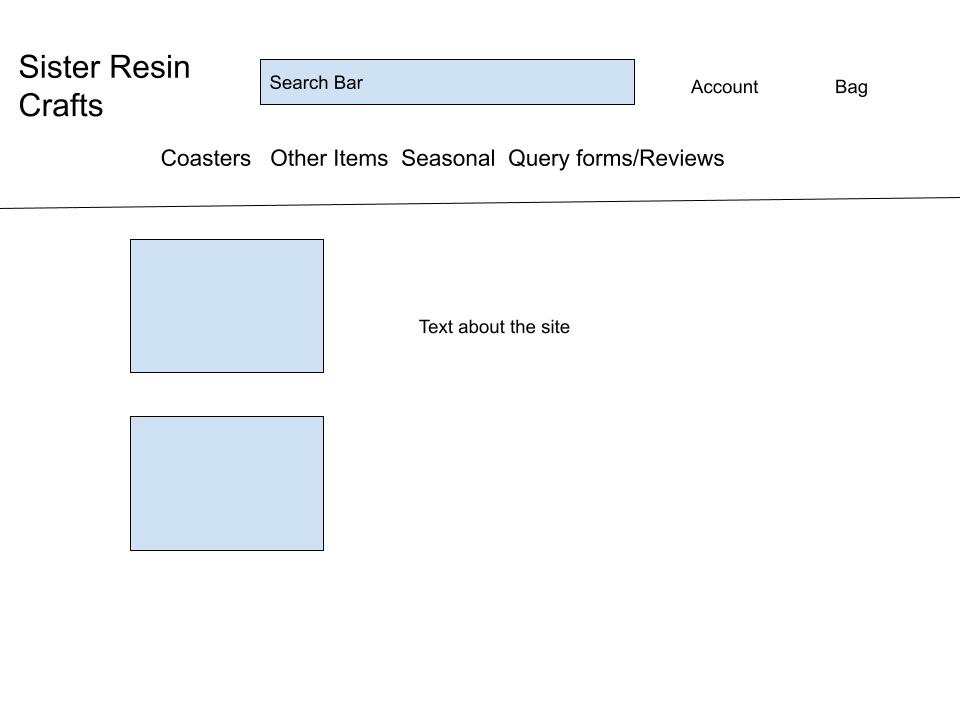 Sister Resin
Crafts
Search Bar
Account
Bag
Coasters Other Items Seasonal Query forms/Reviews
Text about the site